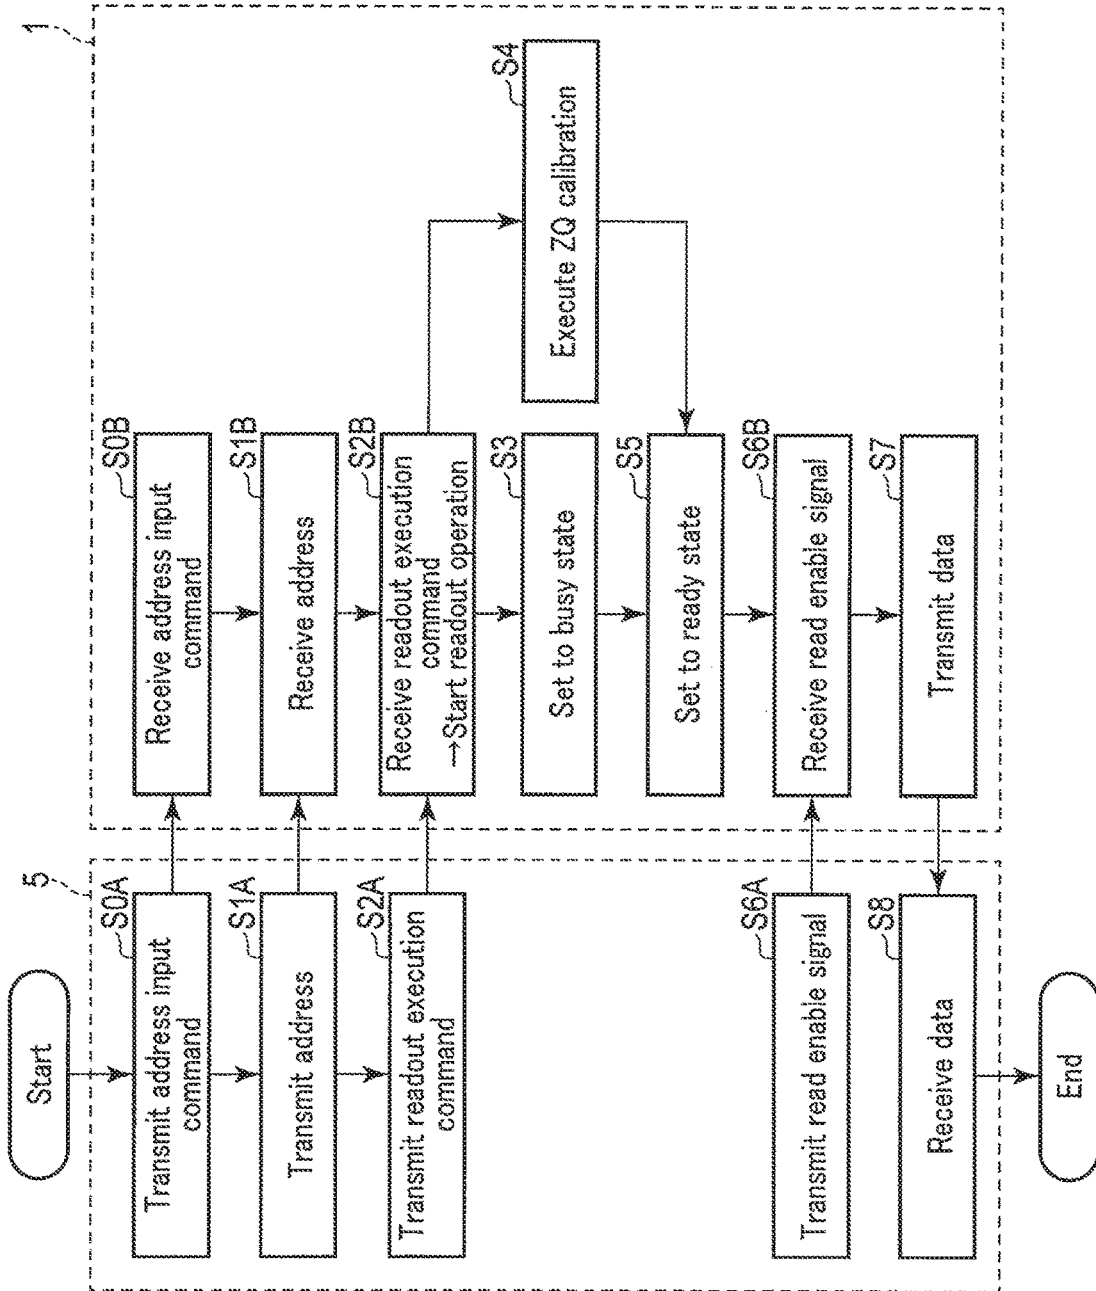 Start
5
1
S0A
Transmit address input
command
S0B
Receive address input
command
S1A
Transmit address
S1B
Receive address
S2A
Transmit readout execution
command
S2B
Receive readout execution
command
→Start readout operation
S3
Set to busy state
S4
Execute ZQ calibration
S5
Set to ready state
S6A
Transmit read enable signal
S6B
Receive read enable signal
S7
Transmit data
S8
Receive data
End